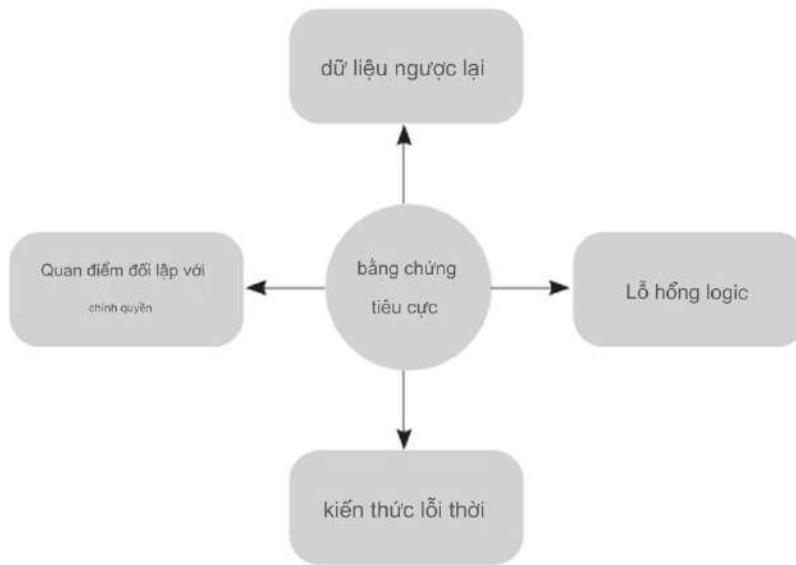 dữ liệu ngược lại
Quan điểm đối lập với
chính quyền
bằng chứng
tiêu cực
Lỗ hổng logic
kiến thức lỗi thời